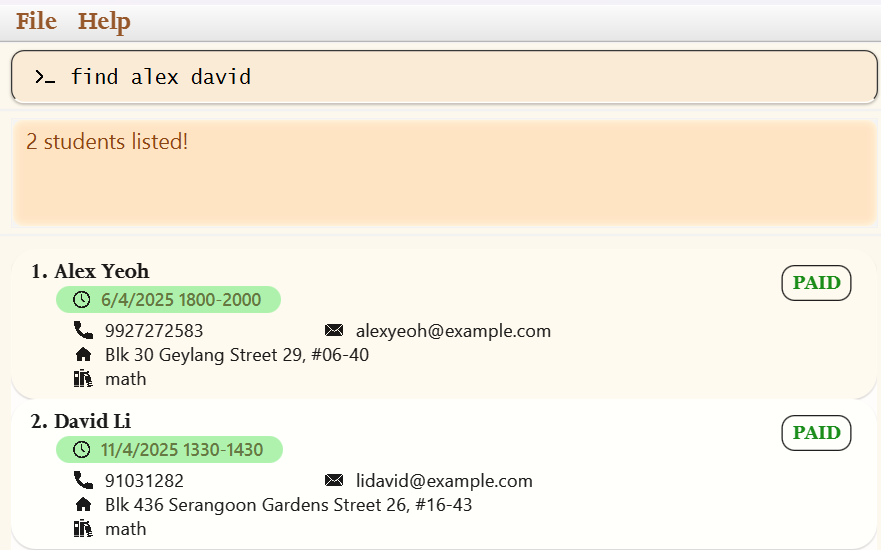 File Help
find alex david
2 students listed!
1. Alex Yeoh
PAID
6/4/2025 1800-2000
9927272583 alexyeoh@example.com
Blk 30 Geylang Street 29, #06-40
math
2. David Li
PAID
11/4/2025 1330-1430
91031282 lidavid@example.com
Blk 436 Serangoon Gardens Street 26, #16-43
math